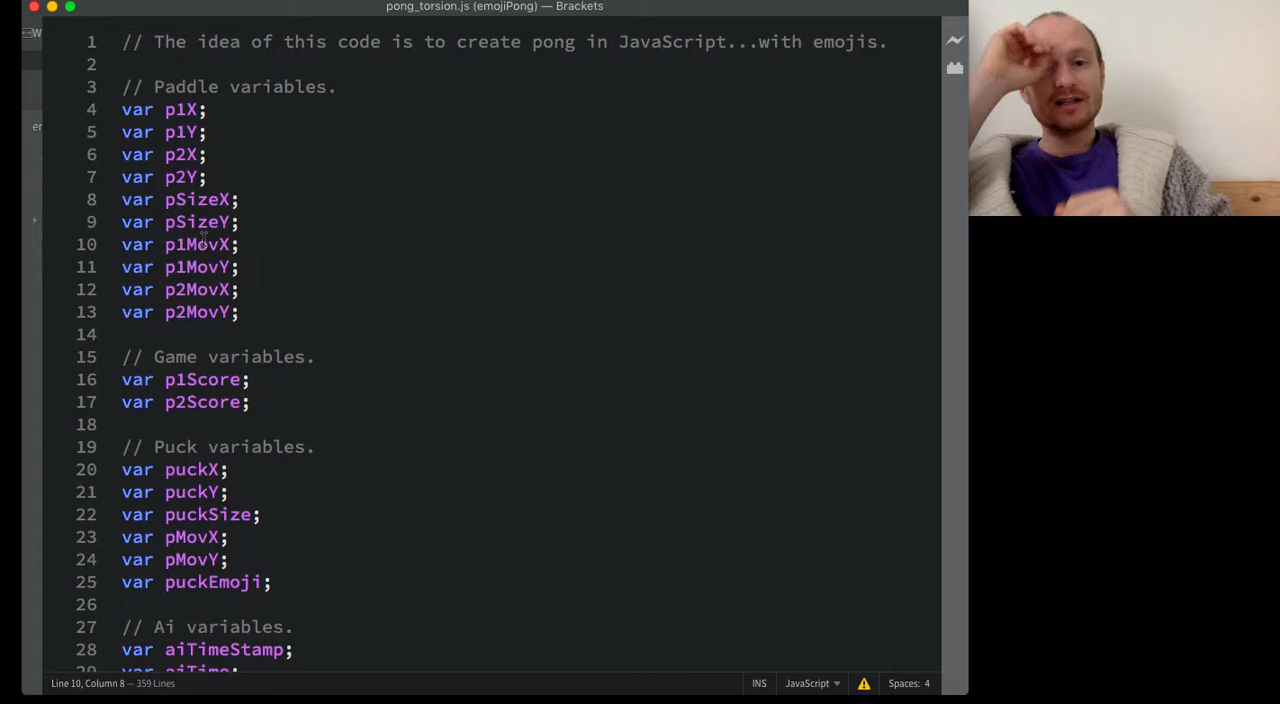 pong_torsion.js (emojiPong) — Brackets
W
er
1 // The idea of this code is to create pong in JavaScript...with emojis.
2
3 // Paddle variables.
4 var p1X;
5 var p1Y;
6 var p2X;
7 var p2Y;
8 var pSizeX;
9 var pSizeY;
10 var p1MovX;
11 var p1MovY;
12 var p2MovX;
13 var p2MovY;
14
15 // Game variables.
16 var p1Score;
17 var p2Score;
18
19 // Puck variables.
20 var puckX;
21 var puckY;
22 var puckSize;
23 var pMovX;
24 var pMovY;
25 var puckEmoji;
26
27 // Ai variables.
28 var aiTimeStamp;
29 var aiTime;
Line 10, Column 8 — 359 Lines
INS JavaScript Spaces: 4